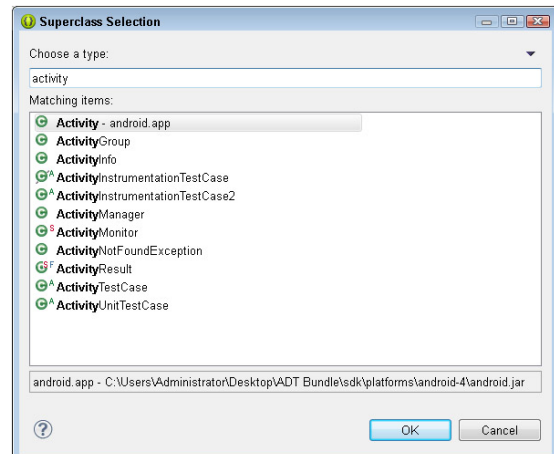 Superclass Selection
Choose a type:
activity
Matching items:
Activity - android.app
ActivityGroup
ActivityInfo
ActivityInstrumentationTestCase
ActivityInstrumentationTestCase2
ActivityManager
ActivityMonitor
ActivityNotFoundException
ActivityResult
ActivityTestCase
ActivityUnitTestCase
android.app - C:\Users\Administrator\Desktop\ADT Bundle\sdk\platforms\android-4\android.jar
OK Cancel